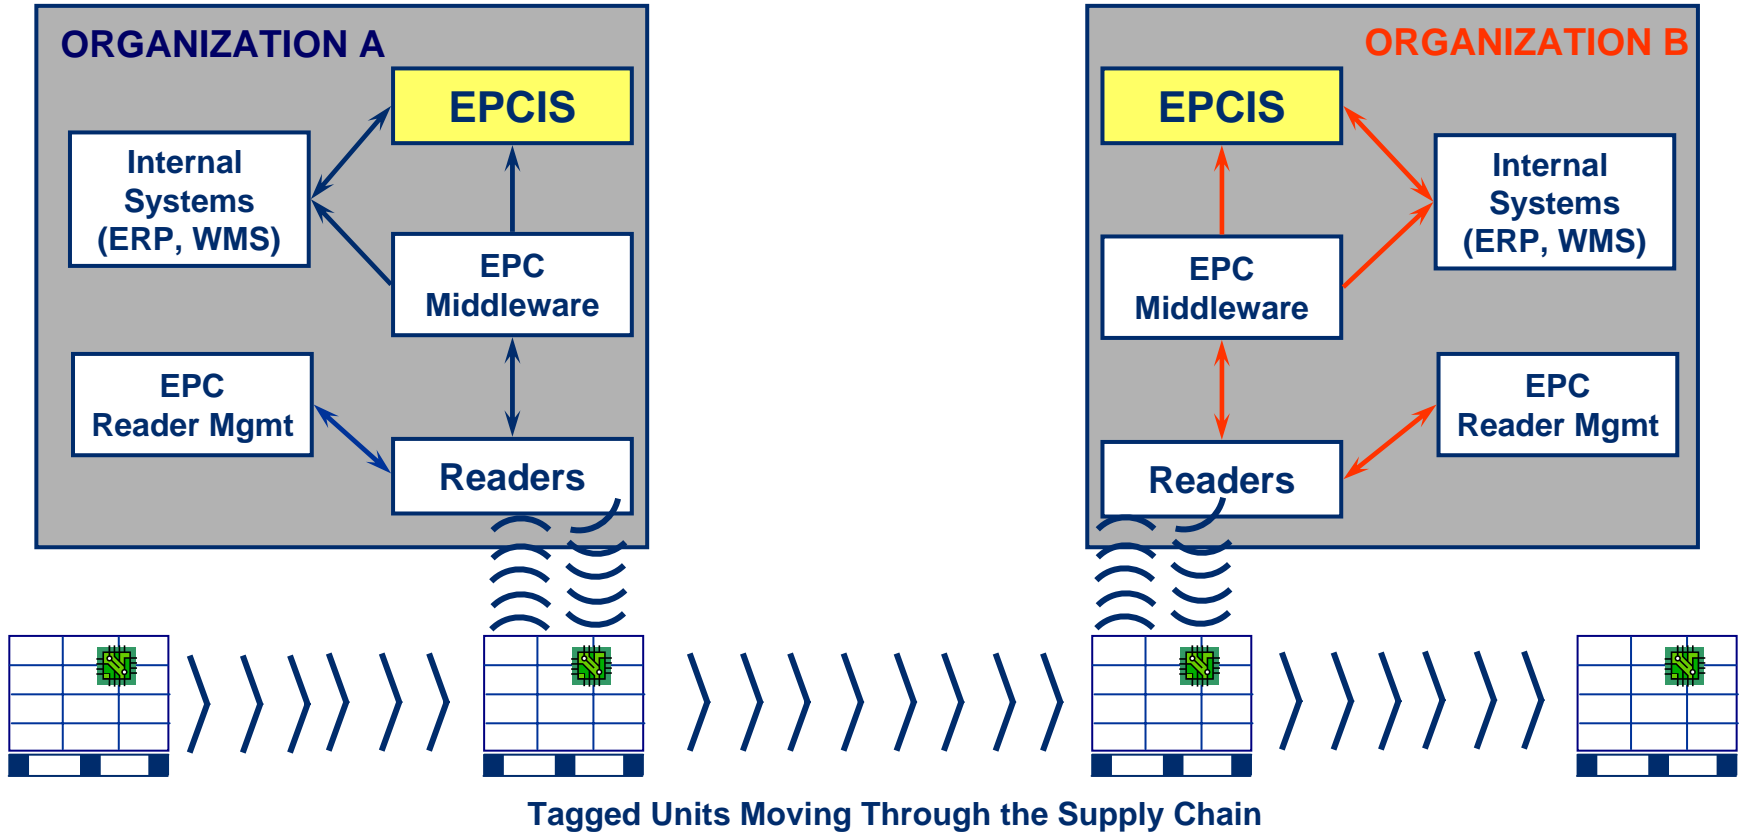 ORGANIZATION A
EPCIS
Internal
Systems
(ERP, WMS)
EPC
Middleware
EPC
Reader Mgmt
Readers
ORGANIZATION B
EPCIS
Internal
Systems
(ERP, WMS)
EPC
Middleware
EPC
Reader Mgmt
Readers
Tagged Units Moving Through the Supply Chain